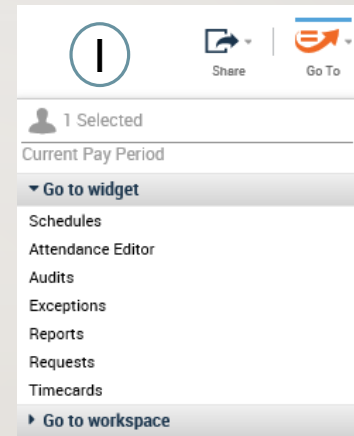 I
Share
Go To
1 Selected
Current Pay Period
Go to widget
Schedules
Attendance Editor
Audits
Exceptions
Reports
Requests
Timecards
Go to workspace